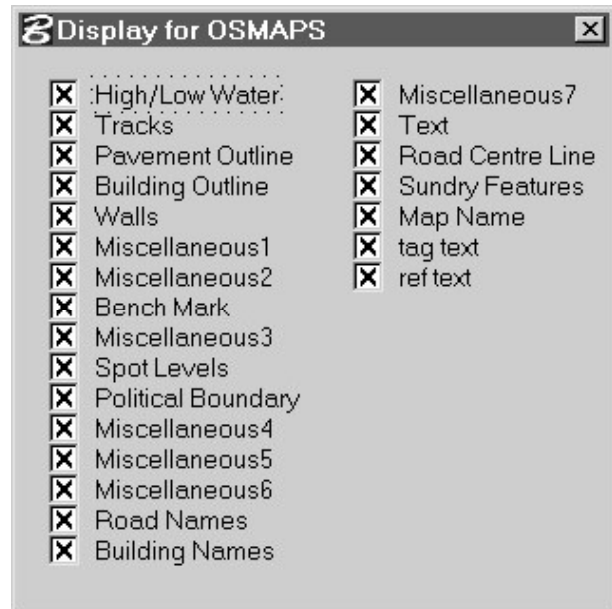 Display for OSMAPS
High/Low Water
Tracks
Pavement Outline
Building Outline
Walls
Miscellaneous1
Miscellaneous2
Bench Mark
Miscellaneous3
Spot Levels
Political Boundary
Miscellaneous4
Miscellaneous5
Miscellaneous6
Road Names
Building Names
Miscellaneous7
Text
Road Centre Line
Sundry Features
Map Name
tag text
ref text